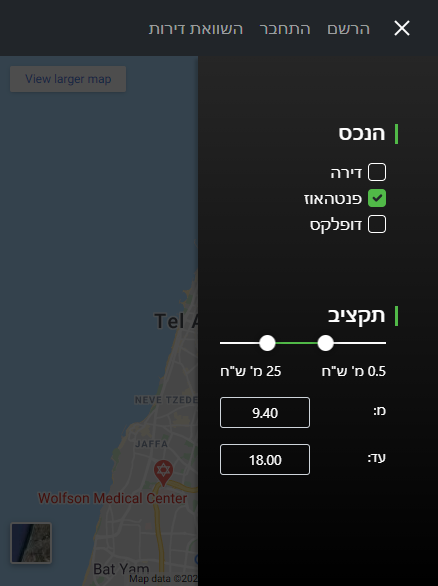 הרשם התחבר השוואת דירות
View larger map
הנכס
דירה
פנטהאוז
דופלקס
תקציב
0.5 מ' ש"ח 25 מ' ש"ח
מ: 9.40
עד: 18.00
Tel A
NEVE TZEDE
JAFFA
Wolfson Medical Center
Bat Yam
Map data ©202